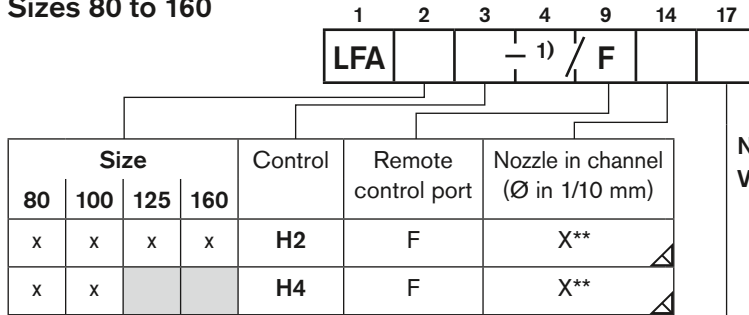 Sizes 80 to 160
1 2 3 4 9 14 17
LFA – 1) / F
Size Control Remote control port Nozzle in channel (Ø in 1/10 mm)
80 100 125 160
x x x x H2 F X**
x x H4 F X**